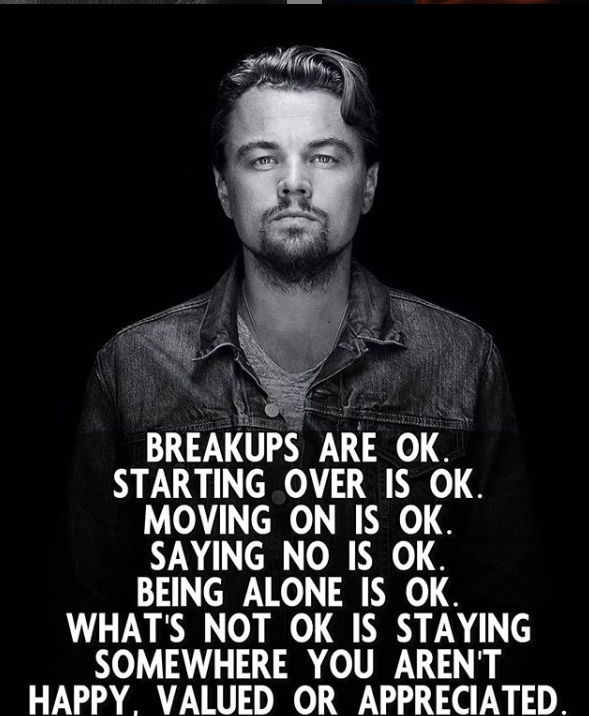 BREAKUPS ARE OK.
STARTING OVER IS OK.
MOVING ON IS OK.
SAYING NO IS OK.
BEING ALONE IS OK.
WHAT'S NOT OK IS STAYING
SOMEWHERE YOU AREN'T
HAPPY, VALUED OR APPRECIATED.